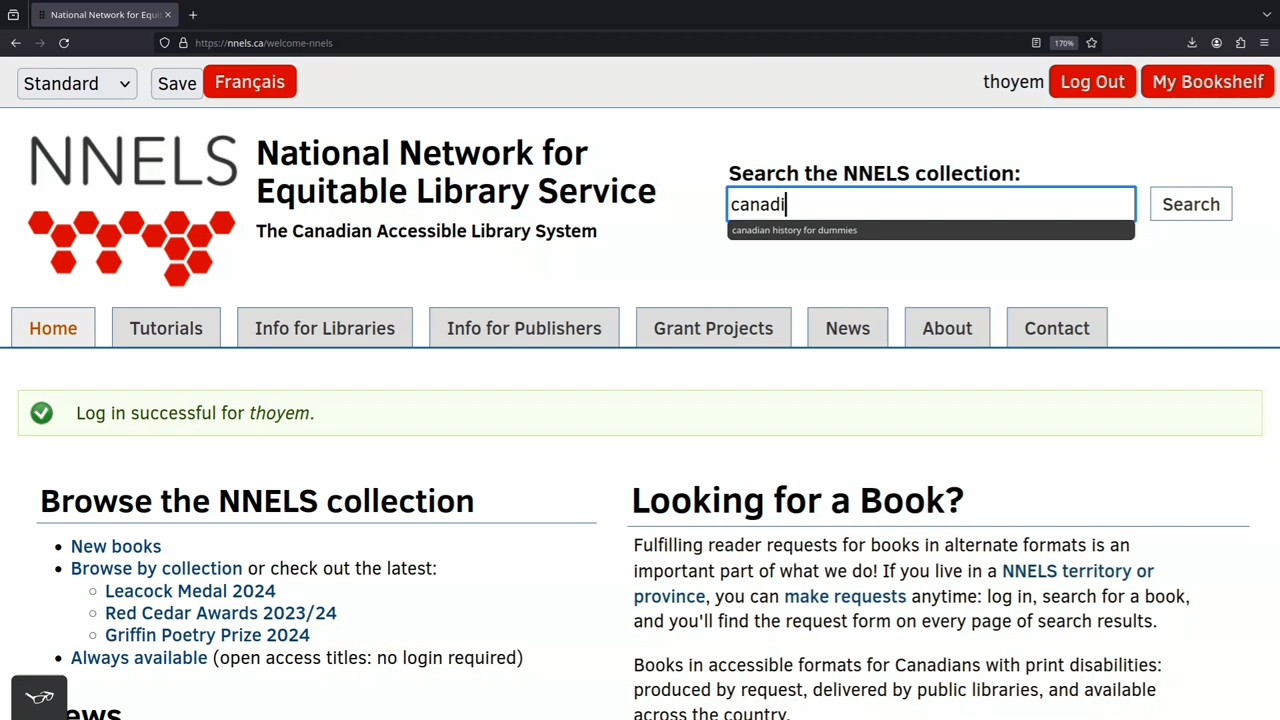 National Network for Equi
https://nnels.ca/welcome-nnels
170%
Standard
Save
Français
thoyem
Log Out
My Bookshelf
NNELS
National Network for
Equitable Library Service
The Canadian Accessible Library System
Search the NNELS collection:
canadi
Search
canadian history for dummies
Home
Tutorials
Info for Libraries
Info for Publishers
Grant Projects
News
About
Contact
Log in successful for thoyem.
Browse the NNELS collection
• New books
• Browse by collection or check out the latest:
○ Leacock Medal 2024
○ Red Cedar Awards 2023/24
○ Griffin Poetry Prize 2024
• Always available (open access titles: no login required)
Looking for a Book?
Fulfilling reader requests for books in alternate formats is an
important part of what we do! If you live in a NNELS territory or
province, you can make requests anytime: log in, search for a book,
and you'll find the request form on every page of search results.
Books in accessible formats for Canadians with print disabilities:
produced by request, delivered by public libraries, and available
across the country.